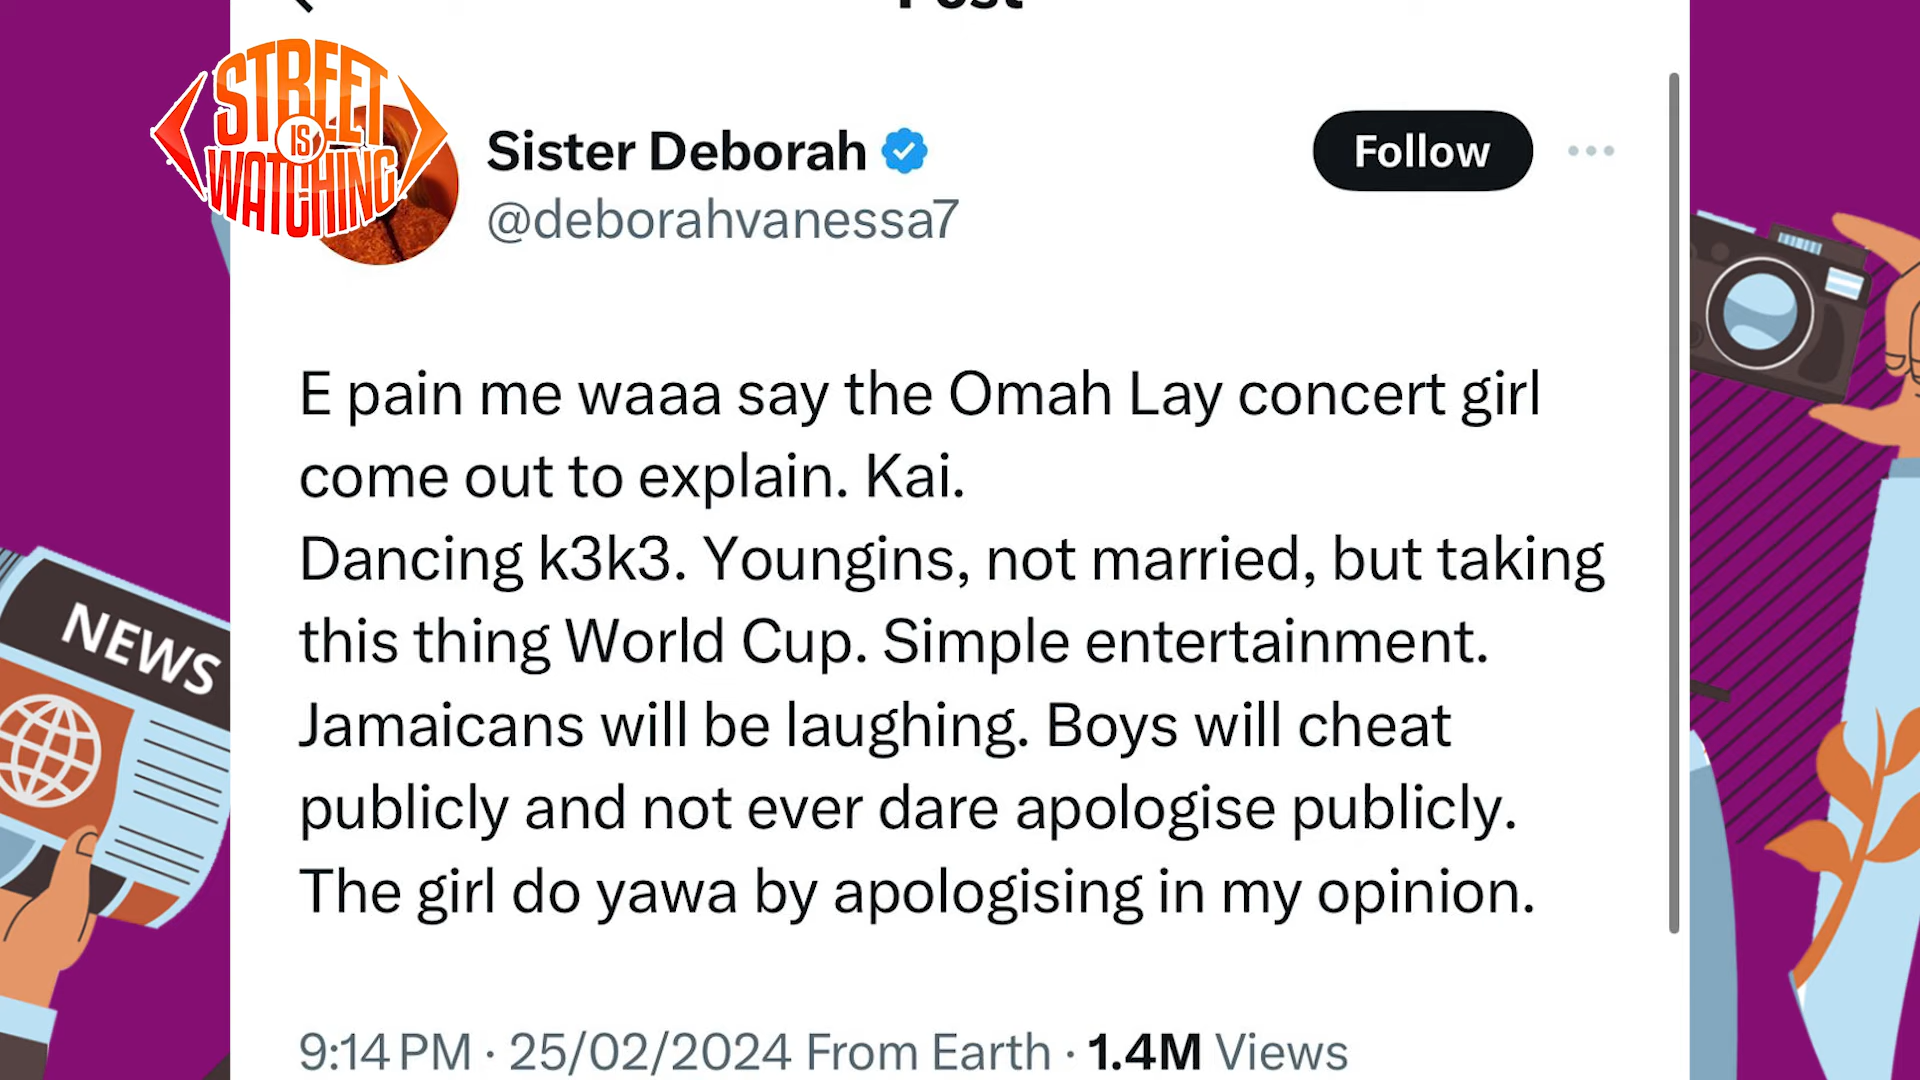 Post
STREET
IS
WATCHING
Sister Deborah
Follow
@deborahvanessa7
E pain me waaa say the Omah Lay concert girl
come out to explain. Kai.
Dancing k3k3. Youngins, not married, but taking
this thing World Cup. Simple entertainment.
Jamaicans will be laughing. Boys will cheat
publicly and not ever dare apologise publicly.
The girl do yawa by apologising in my opinion.
9:14 PM · 25/02/2024 From Earth · 1.4M Views
NEWS